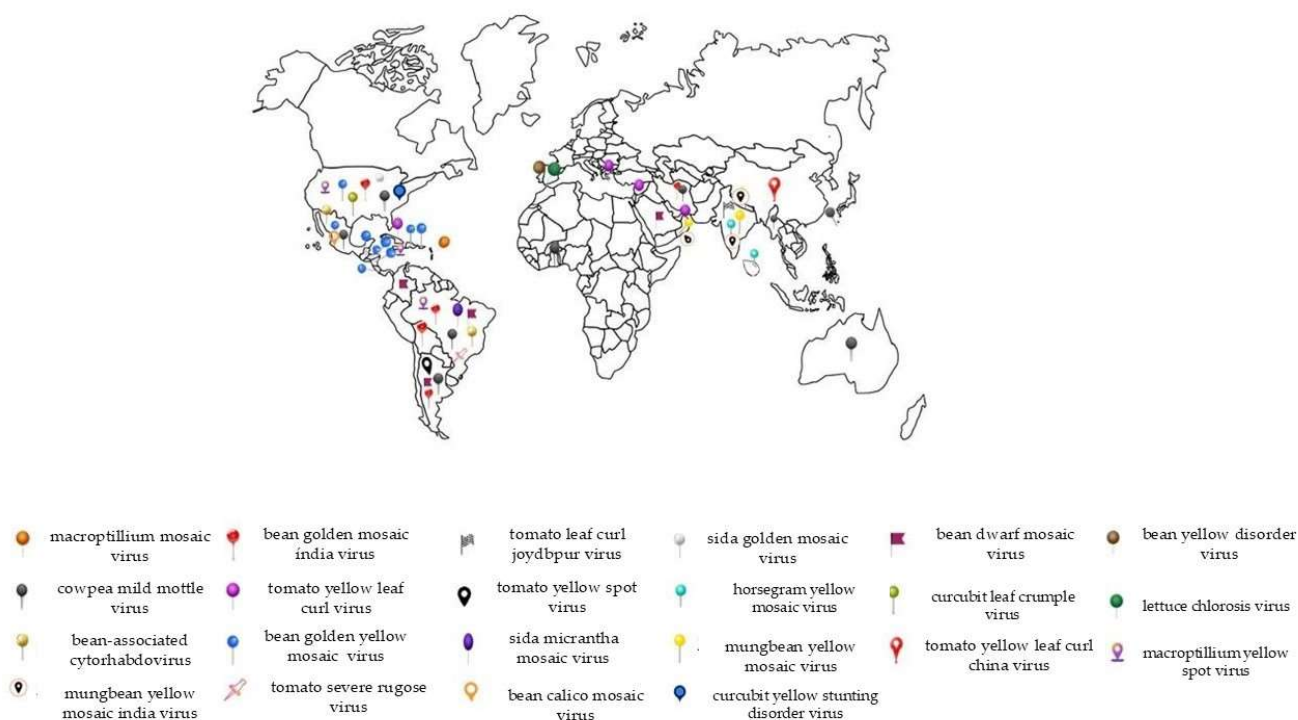 macroptillium mosaic
virus
bean golden mosaic
índia virus
tomato leaf curl
joydbpur virus
sida golden mosaic
virus
bean dwarf mosaic
virus
bean yellow disorder
virus
cowpea mild mottle
virus
tomato yellow leaf
curl virus
tomato yellow spot
virus
horsegram yellow
mosaic virus
curcubit leaf crumple
virus
lettuce chlorosis virus
bean-associated
cytorhabdovirus
bean golden yellow
mosaic virus
sida micrantha
mosaic virus
mungbean yellow
mosaic virus
tomato yellow leaf curl
china virus
macroptillium yellow
spot virus
mungbean yellow
mosaic india virus
tomato severe rugose
virus
bean calico mosaic
virus
curcubit yellow stunting
disorder virus